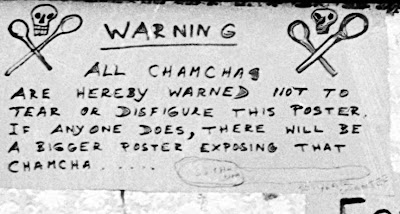 WARNING
ALL CHAMCHAS
ARE HEREBY WARNED NOT TO
TEAR OR DISFIGURE THIS POSTER.
IF ANYONE DOES, THERE WILL BE
A BIGGER POSTER EXPOSING THAT
CHAMCHA .....